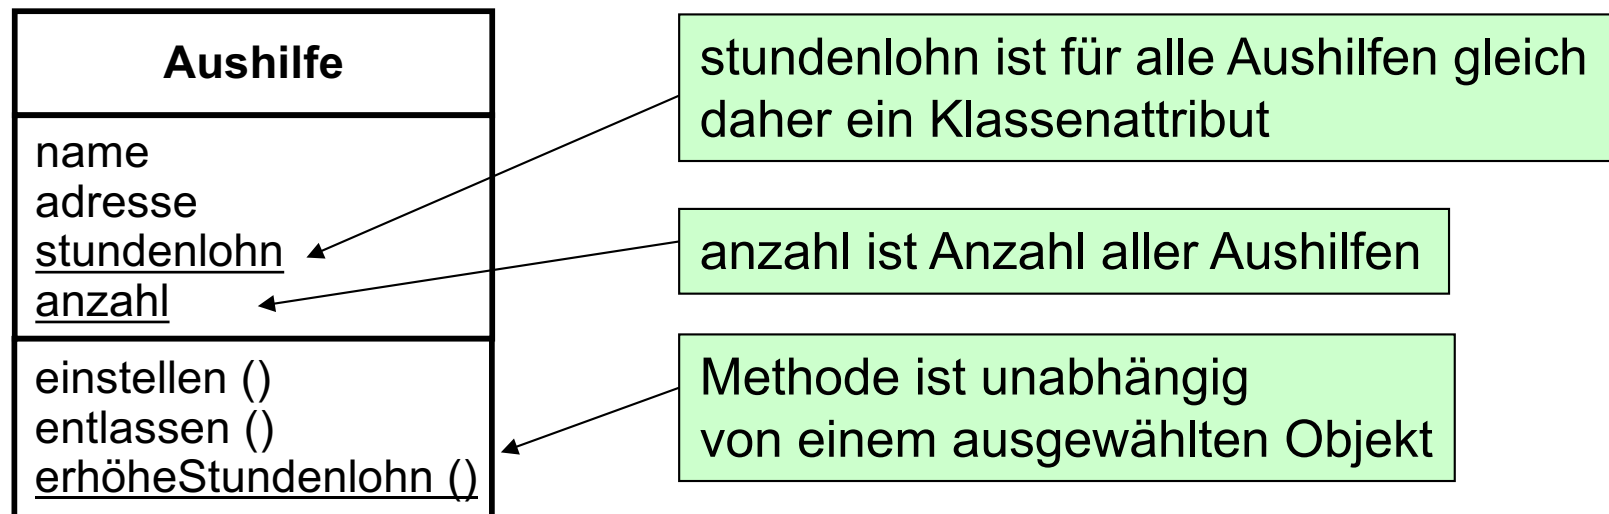 Aushilfe
name
adresse
stundenlohn
anzahl
einstellen ()
entlassen ()
erhöheStundenlohn ()
stundenlohn ist für alle Aushilfen gleich
daher ein Klassenattribut
anzahl ist Anzahl aller Aushilfen
Methode ist unabhängig
von einem ausgewählten Objekt